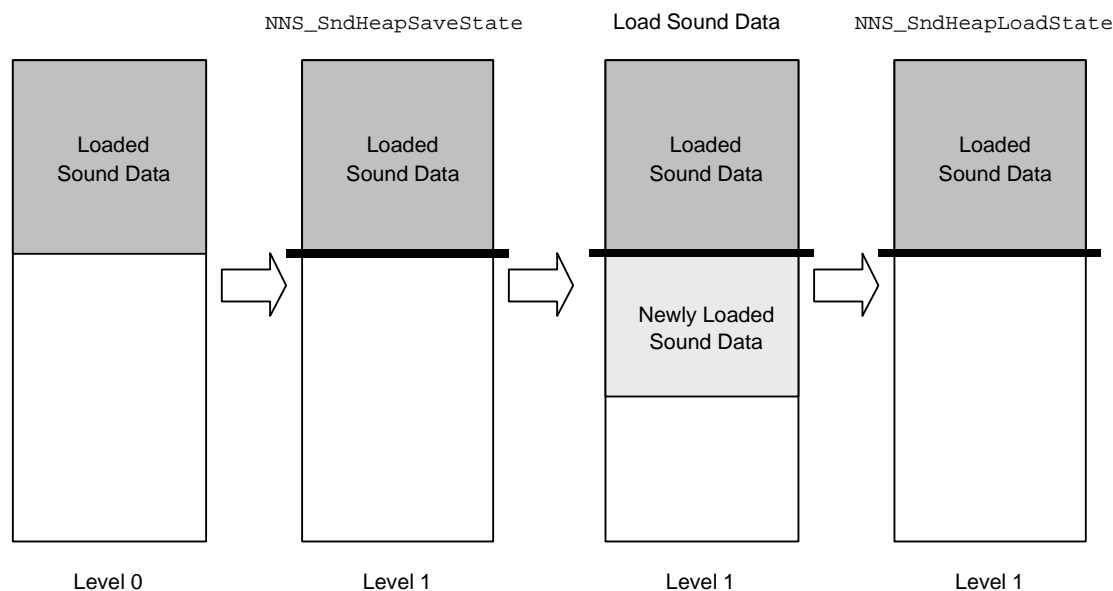 NNS_SndHeapSaveState
Load Sound Data
NNS_SndHeapLoadState
Loaded
Sound Data
Loaded
Sound Data
Loaded
Sound Data
Loaded
Sound Data
Newly Loaded
Sound Data
Level 0
Level 1
Level 1
Level 1